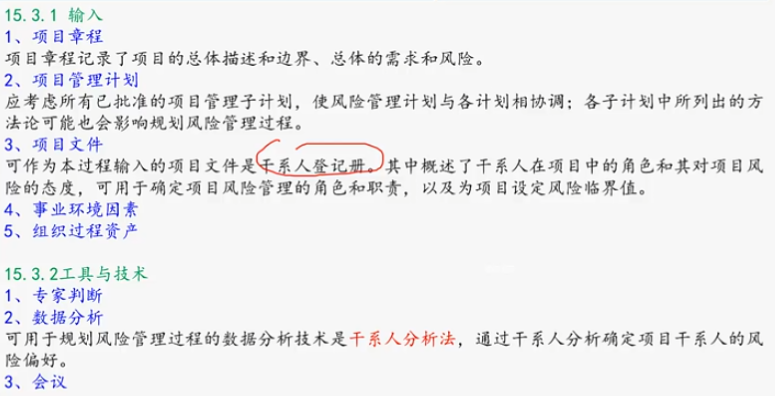 15.3.1 输入
1、项目章程
项目章程记录了项目的总体描述和边界、总体的需求和风险。
2、项目管理计划
应考虑所有已批准的项目管理子计划，使风险管理计划与各计划相协调；各子计划中所列出的方
法论可能也会影响规划风险管理过程。
3、项目文件
可作为本过程输入的项目文件是干系人登记册。其中概述了干系人在项目中的角色和其对项目风
险的态度，可用于确定项目风险管理的角色和职责，以及为项目设定风险临界值。
4、事业环境因素
5、组织过程资产
15.3.2工具与技术
1、专家判断
2、数据分析
可用于规划风险管理过程的数据分析技术是干系人分析法，通过干系人分析确定项目干系人的风
险偏好。
3、会议